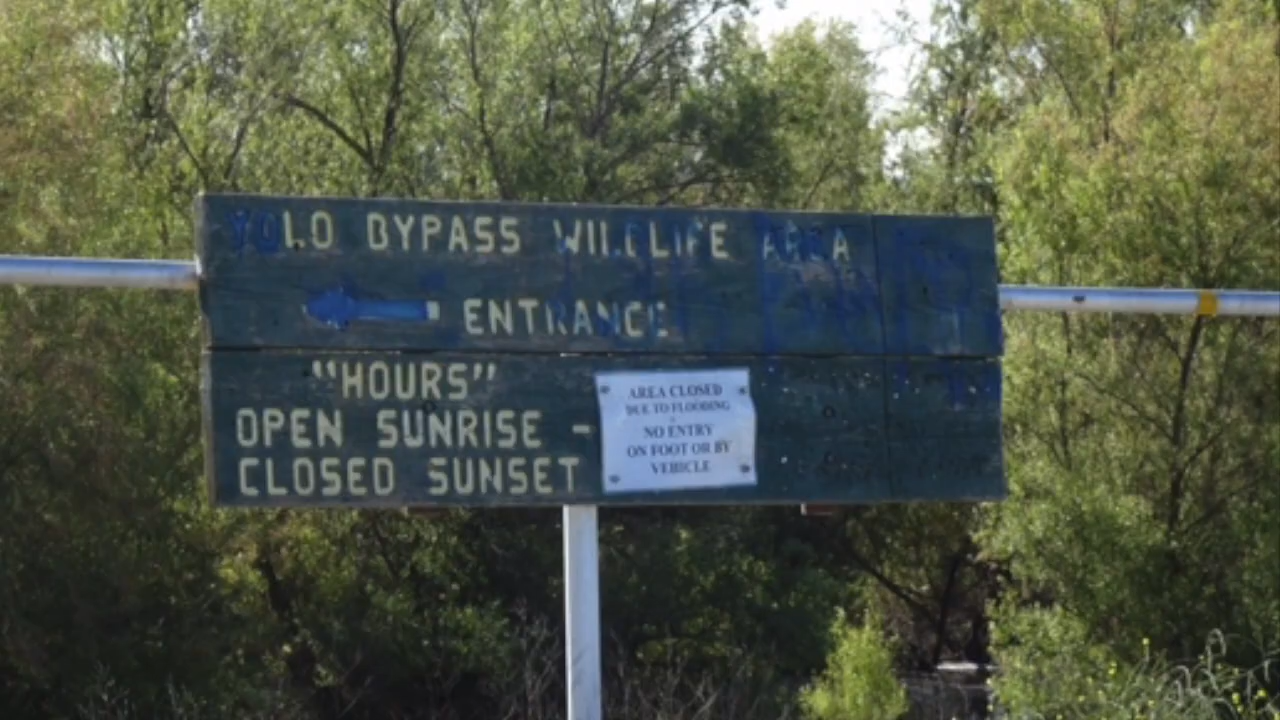 YOLO BYPASS WILDLIFE AREA
ENTRANCE
"HOURS"
OPEN SUNRISE -
CLOSED SUNSET
AREA CLOSED
DUE TO FLOODING
-
NO ENTRY
ON FOOT OR BY
VEHICLE